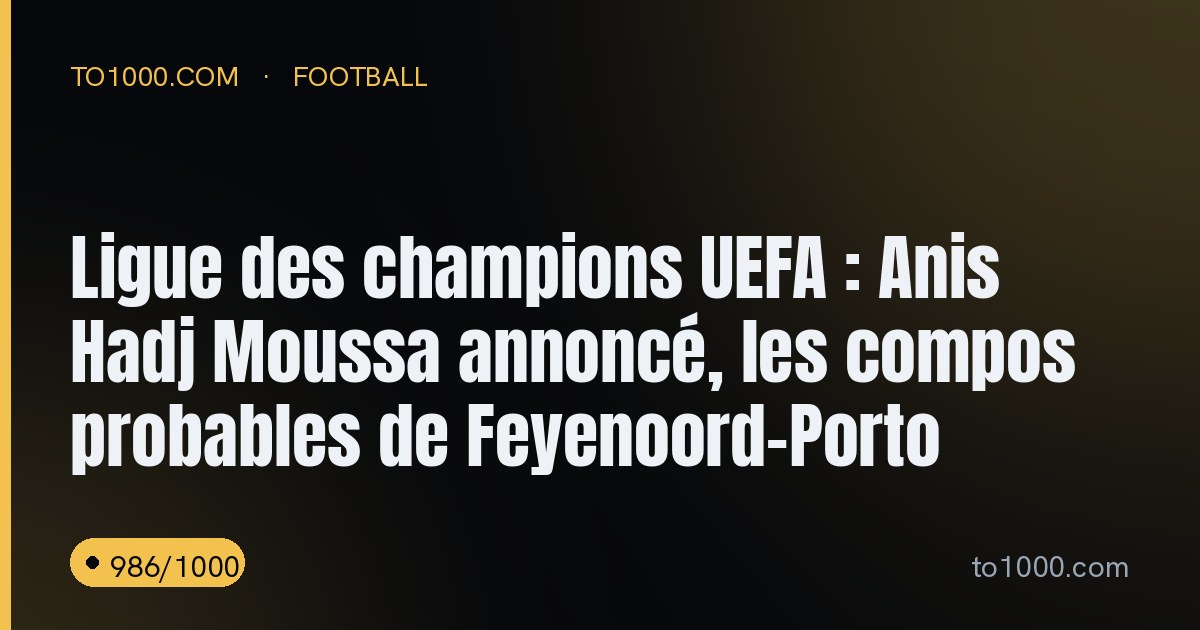 TO1000.COM · FOOTBALL
Ligue des champions UEFA : Anis
Hadj Moussa annoncé, les compos
probables de Feyenoord-Porto
986/1000
to1000.com